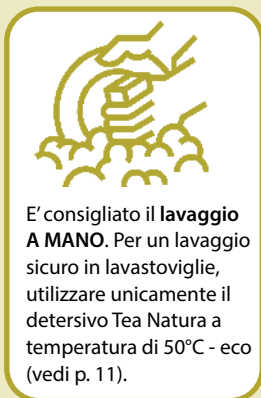 E' consigliato il lavaggio
A MANO. Per un lavaggio
sicuro in lavastoviglie,
utilizzare unicamente il
detersivo Tea Natura a
temperatura di 50°C - eco
(vedi p. 11).